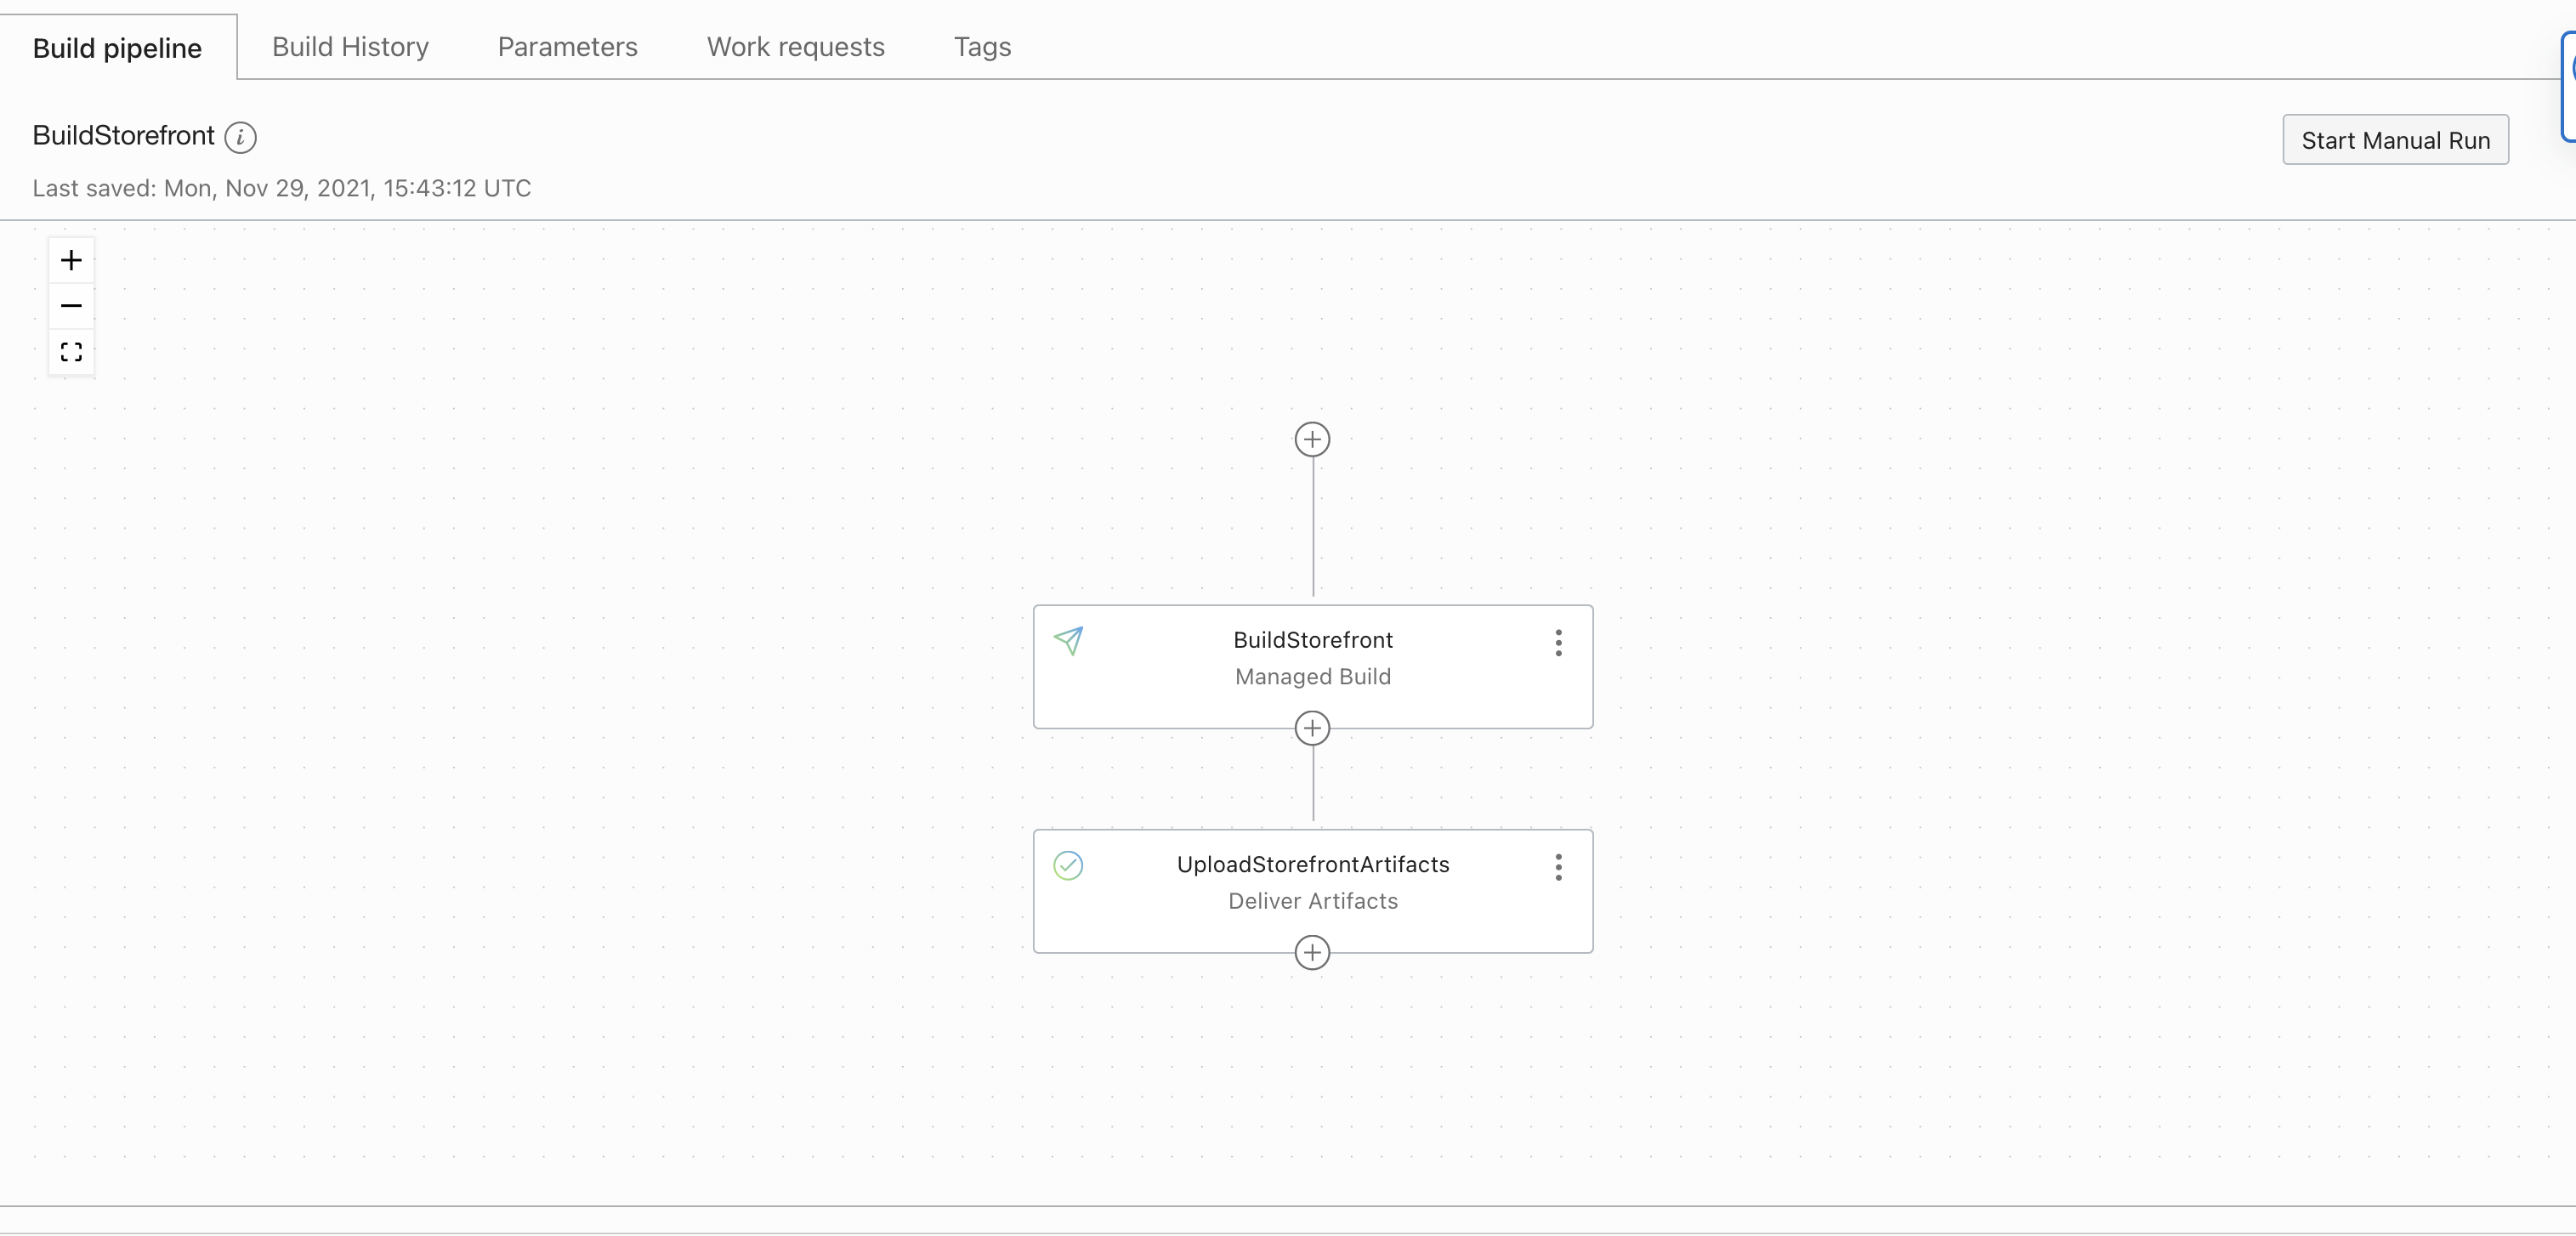 Build pipeline
Build History
Parameters
Work requests
Tags
BuildStorefront i
Start Manual Run
Last saved: Mon, Nov 29, 2021, 15:43:12 UTC
BuildStorefront
Managed Build
UploadStorefrontArtifacts
Deliver Artifacts